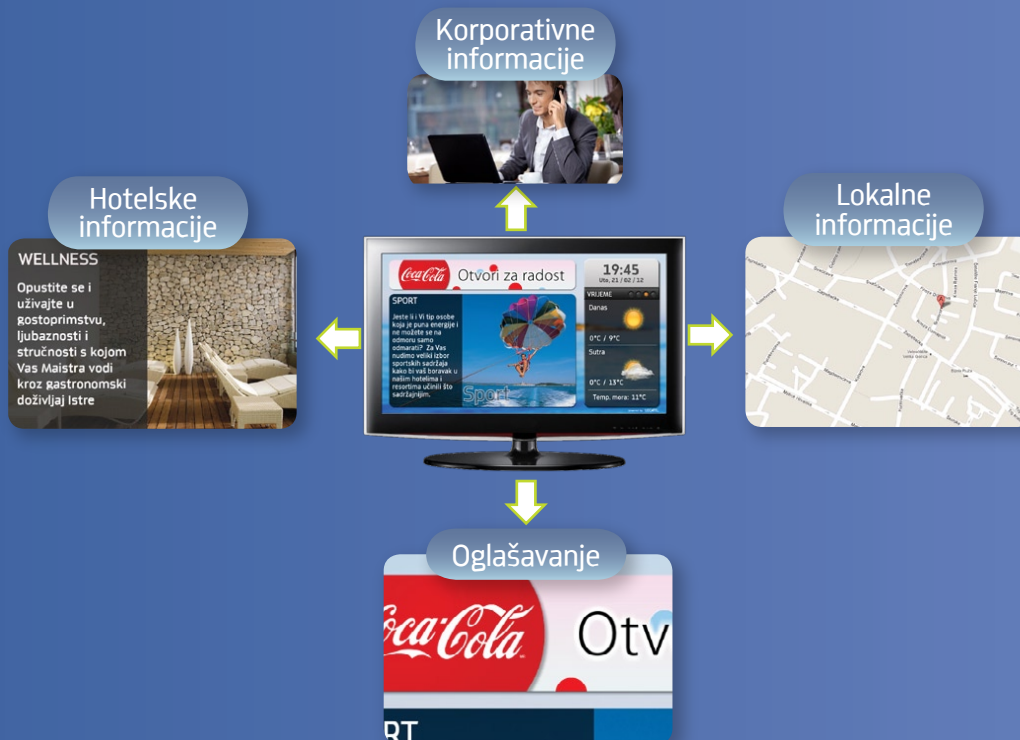 Korporativne
informacije
Hotelske
informacije
WELLNESS
Opustite se i
uživajte u
gostoprimstvu,
ljubaznosti i
stručnosti s kojom
Vas Maistra vodi
kroz gastronomski
doživljaj Istre
Coca-Cola
Otvori za radost
SPORT
Jeste li i Vi tip osobe
koja je puna energije i
ne možete se na
odmoru samo
odmarati? Za Vas
nudimo veliki izbor
sportskih sadržaja
kako bi vaš boravak u
našim hotelima i
resortima učinili što
sadržajnijim.
Sport
19:45
Uto, 21 / 02 / 12
VRIJEME
Danas
0°C / 9°C
Sutra
0°C / 13°C
Temp. mora: 11°C
Lokalne
informacije
Oglašavanje
Coca-Cola
Otv
RT